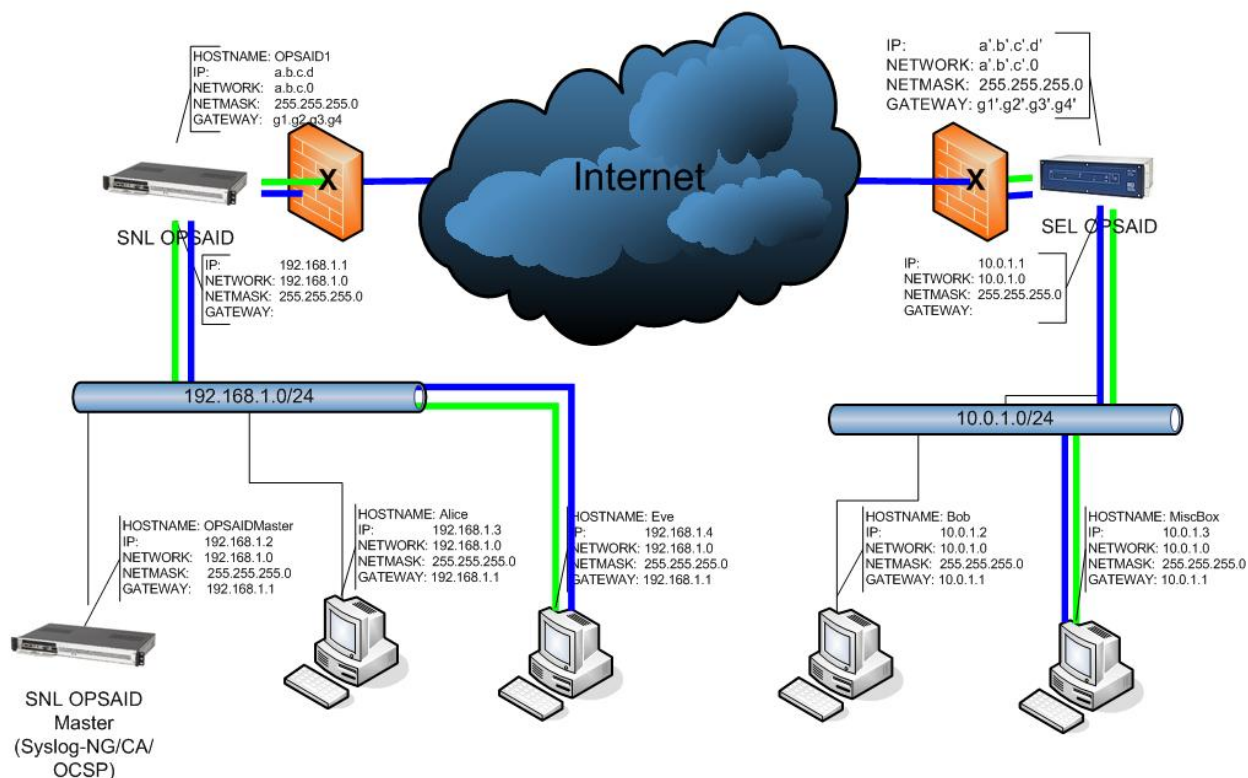 HOSTNAME: OPSAID1
IP: a.b.c.d
NETWORK: a.b.c.0
NETMASK: 255.255.255.0
GATEWAY: g1.g2.g3.g4
IP: a'.b'.c'.d'
NETWORK: a'.b'.c'.0
NETMASK: 255.255.255.0
GATEWAY: g1'.g2'.g3'.g4'
X
Internet
X
SNL OPSAID
SEL OPSAID
IP: 192.168.1.1
NETWORK: 192.168.1.0
NETMASK: 255.255.255.0
GATEWAY:
IP: 10.0.1.1
NETWORK: 10.0.1.0
NETMASK: 255.255.255.0
GATEWAY:
192.168.1.0/24
10.0.1.0/24
HOSTNAME: OPSAIDMaster
IP: 192.168.1.2
NETWORK: 192.168.1.0
NETMASK: 255.255.255.0
GATEWAY: 192.168.1.1
HOSTNAME: Alice
IP: 192.168.1.3
NETWORK: 192.168.1.0
NETMASK: 255.255.255.0
GATEWAY: 192.168.1.1
HOSTNAME: Eve
IP: 192.168.1.4
NETWORK: 192.168.1.0
NETMASK: 255.255.255.0
GATEWAY: 192.168.1.1
HOSTNAME: Bob
IP: 10.0.1.2
NETWORK: 10.0.1.0
NETMASK: 255.255.255.0
GATEWAY: 10.0.1.1
HOSTNAME: MiscBox
IP: 10.0.1.3
NETWORK: 10.0.1.0
NETMASK: 255.255.255.0
GATEWAY: 10.0.1.1
SNL OPSAID
Master
(Syslog-NG/CA/
OCSP)